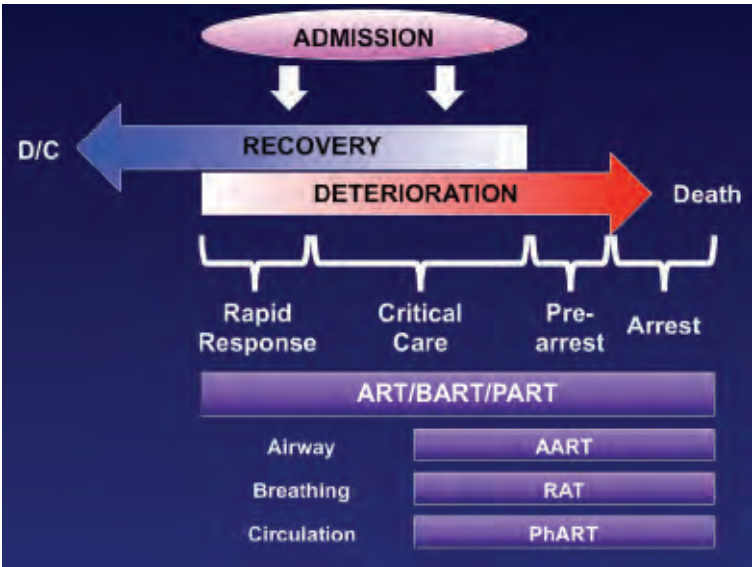 ADMISSION
D/C
RECOVERY
DETERIORATION
Death
Rapid
Response
Critical
Care
Pre-
arrest
Arrest
ART/BART/PART
Airway
AART
Breathing
RAT
Circulation
PhART